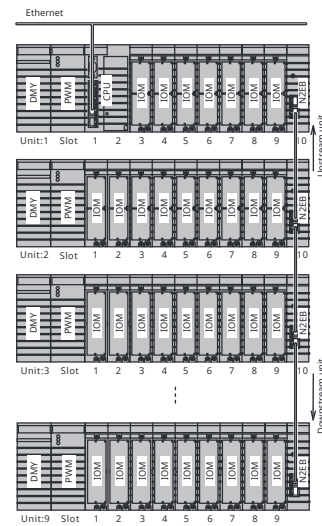 Ethernet
DMY PWM CPU IOM IOM IOM IOM IOM IOM IOM N2EB
Unit:1 Slot 1 2 3 4 5 6 7 8 9 10
Upstream unit
DMY PWM IOM IOM IOM IOM IOM IOM IOM IOM IOM N2EB
Unit:2 Slot 1 2 3 4 5 6 7 8 9 10
DMY PWM IOM IOM IOM IOM IOM IOM IOM IOM IOM N2EB
Unit:3 Slot 1 2 3 4 5 6 7 8 9 10
Downstream unit
DMY PWM IOM IOM IOM IOM IOM IOM IOM IOM IOM N2EB
Unit:9 Slot 1 2 3 4 5 6 7 8 9 10